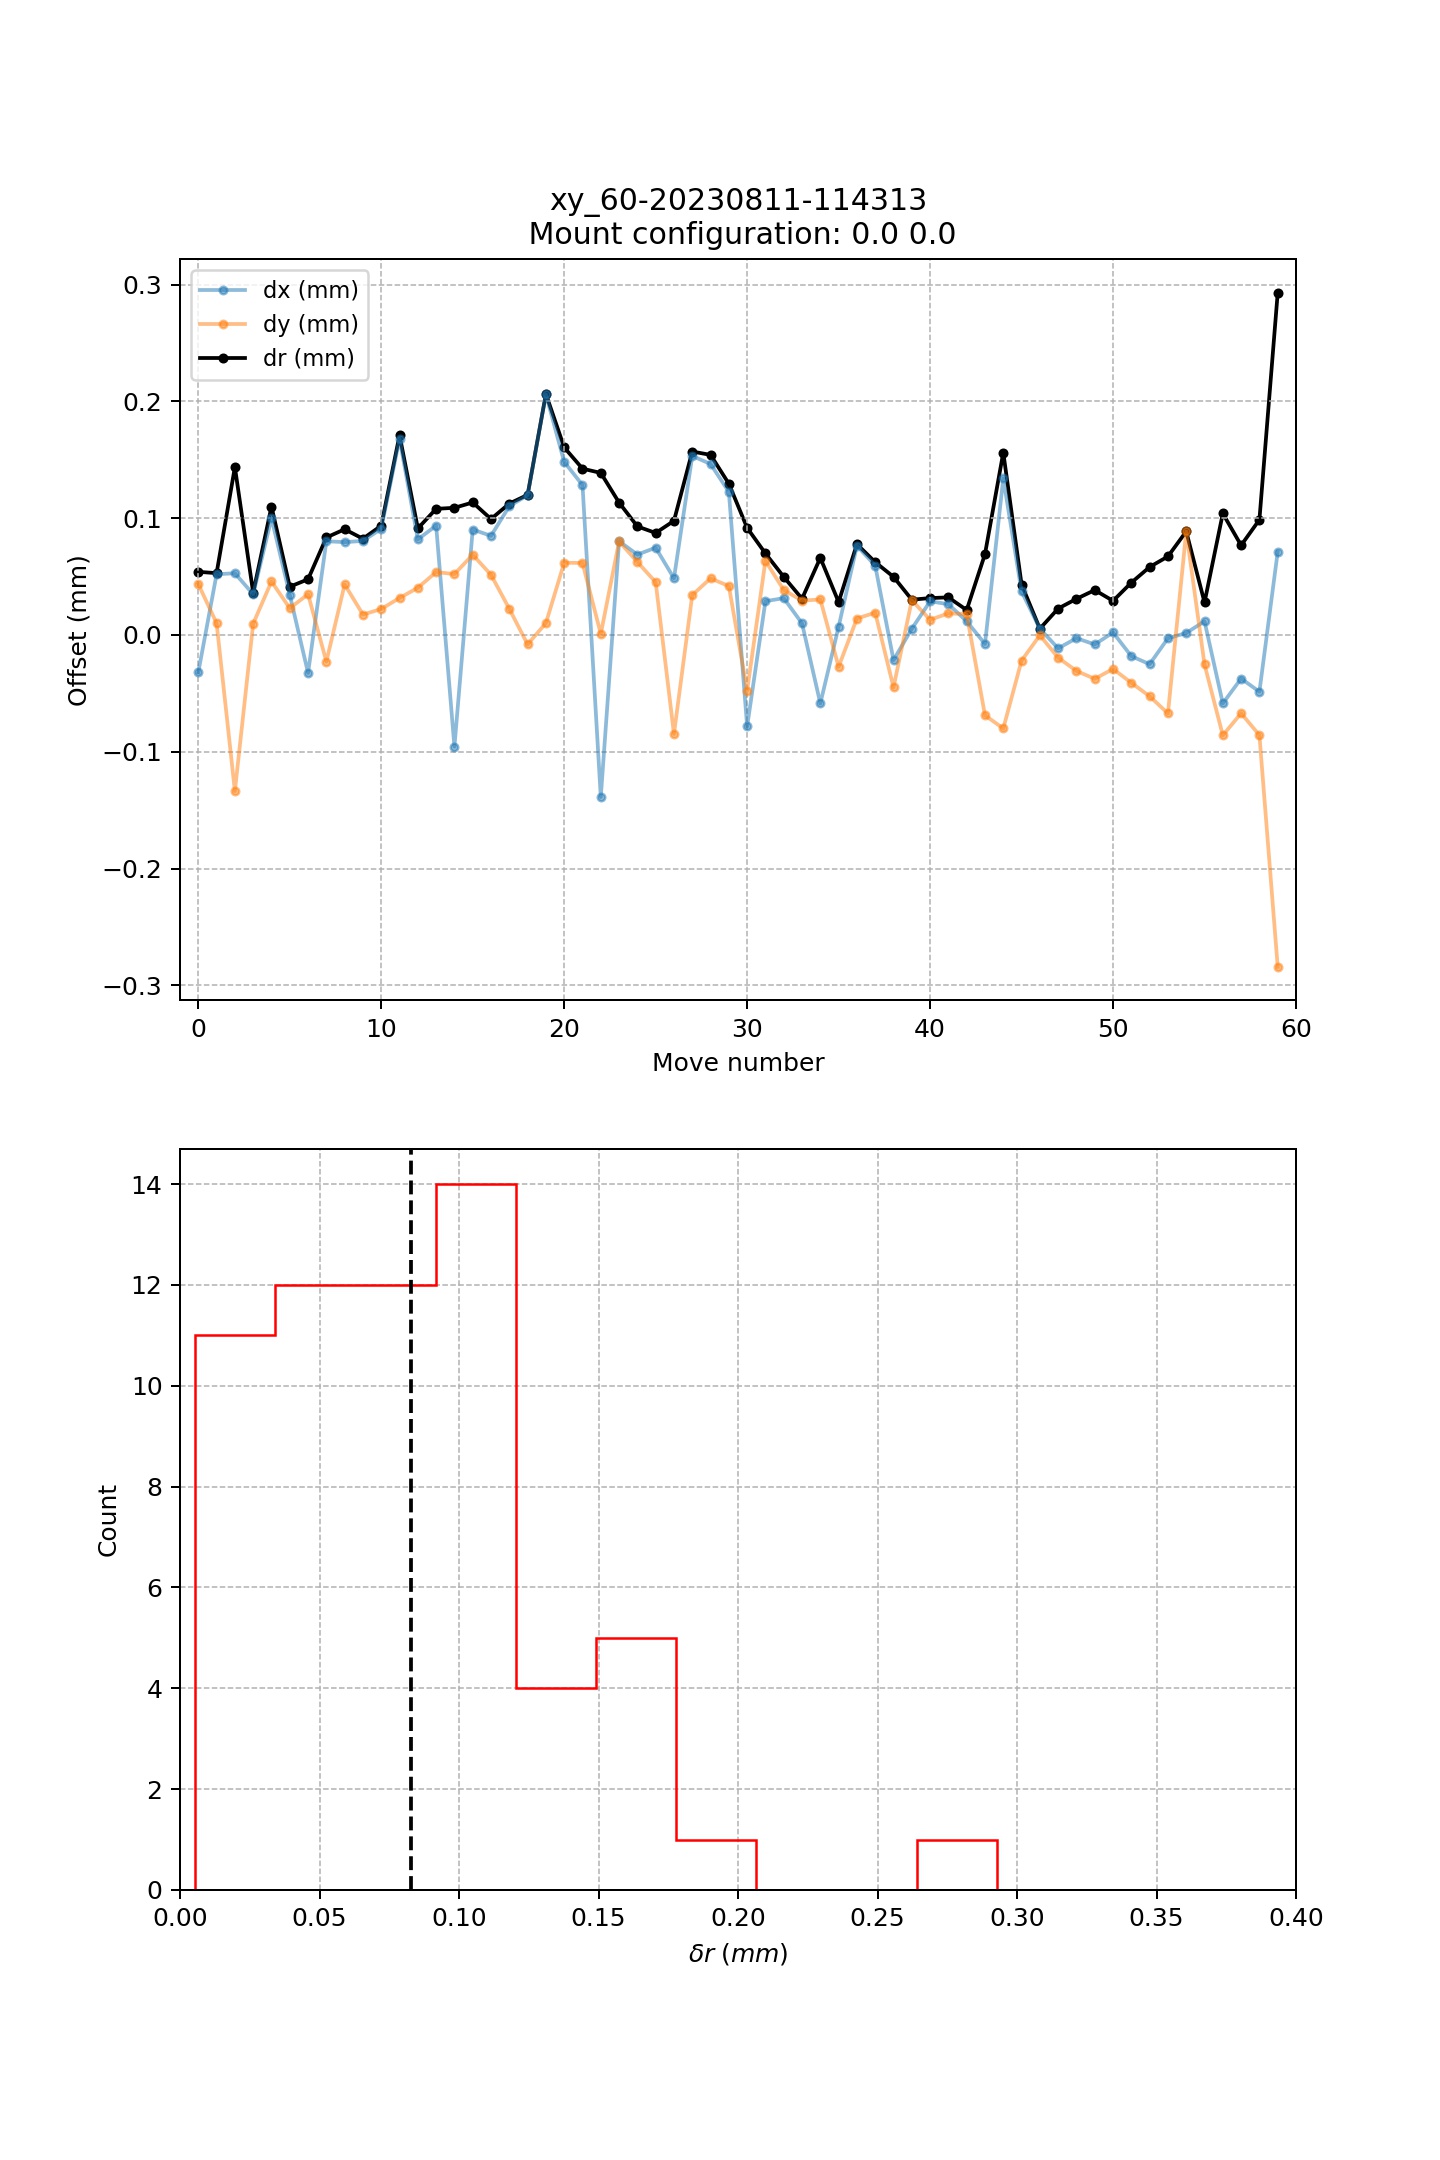 xy_60-20230811-114313
Mount configuration: 0.0 0.0
dx (mm)
dy (mm)
dr (mm)
0.3
0.2
0.1
0.0
−0.1
−0.2
−0.3
Offset (mm)
0 10 20 30 40 50 60
Move number
14
12
10
8
6
4
2
0
Count
0.00 0.05 0.10 0.15 0.20 0.25 0.30 0.35 0.40
δr (mm)